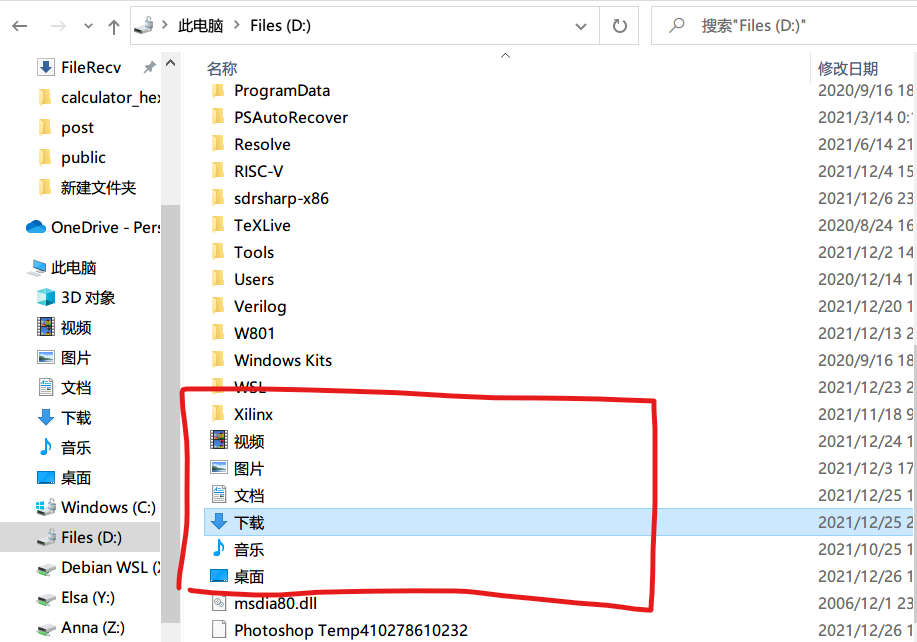 此电脑 Files (D:) 搜索"Files (D:)"
FileRecv
calculator_hex
post
public
新建文件夹
OneDrive - Pers
此电脑
3D 对象
视频
图片
文档
下载
音乐
桌面
Windows (C:)
Files (D:)
Debian WSL (
Elsa (Y:)
Anna (Z:)
名称 修改日期
ProgramData 2020/9/16 18
PSAutoRecover 2021/3/14 0:
Resolve 2021/6/14 21
RISC-V 2021/12/4 15
sdrsharp-x86 2021/12/6 23
TeXLive 2020/8/24 16
Tools 2021/12/2 14
Users 2020/12/14 1
Verilog 2021/12/20 1
W801 2021/12/13 2
Windows Kits 2020/9/16 18
WSL 2021/12/23 2
Xilinx 2021/11/18 9
视频 2021/12/24 1
图片 2021/12/3 17
文档 2021/12/25 1
下载 2021/12/25 2
音乐 2021/10/25 1
桌面 2021/12/26 1
msdia80.dll 2006/12/1 23
Photoshop Temp410278610232 2021/12/26 1